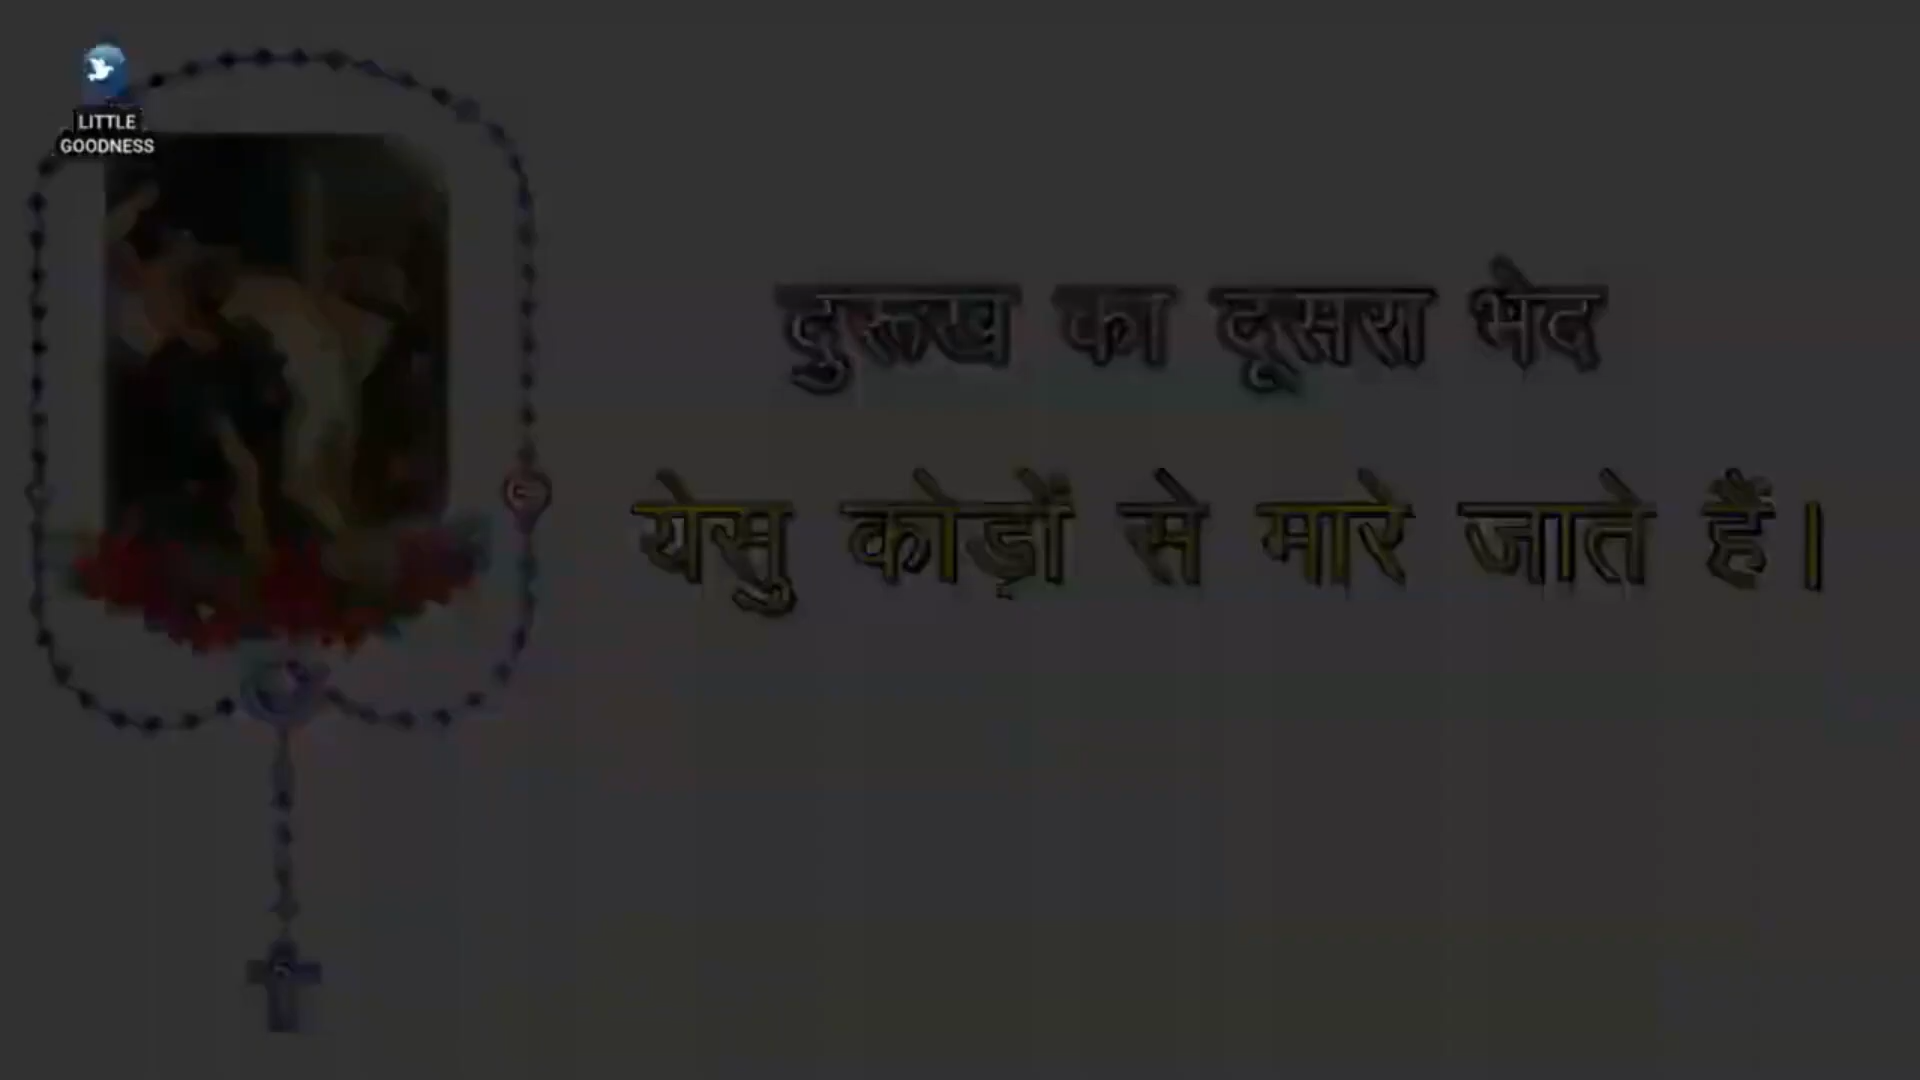 LITTLE
GOODNESS
दुरूख का दूसरा भेद
येसु कोड़ों से मारे जाते हैं।